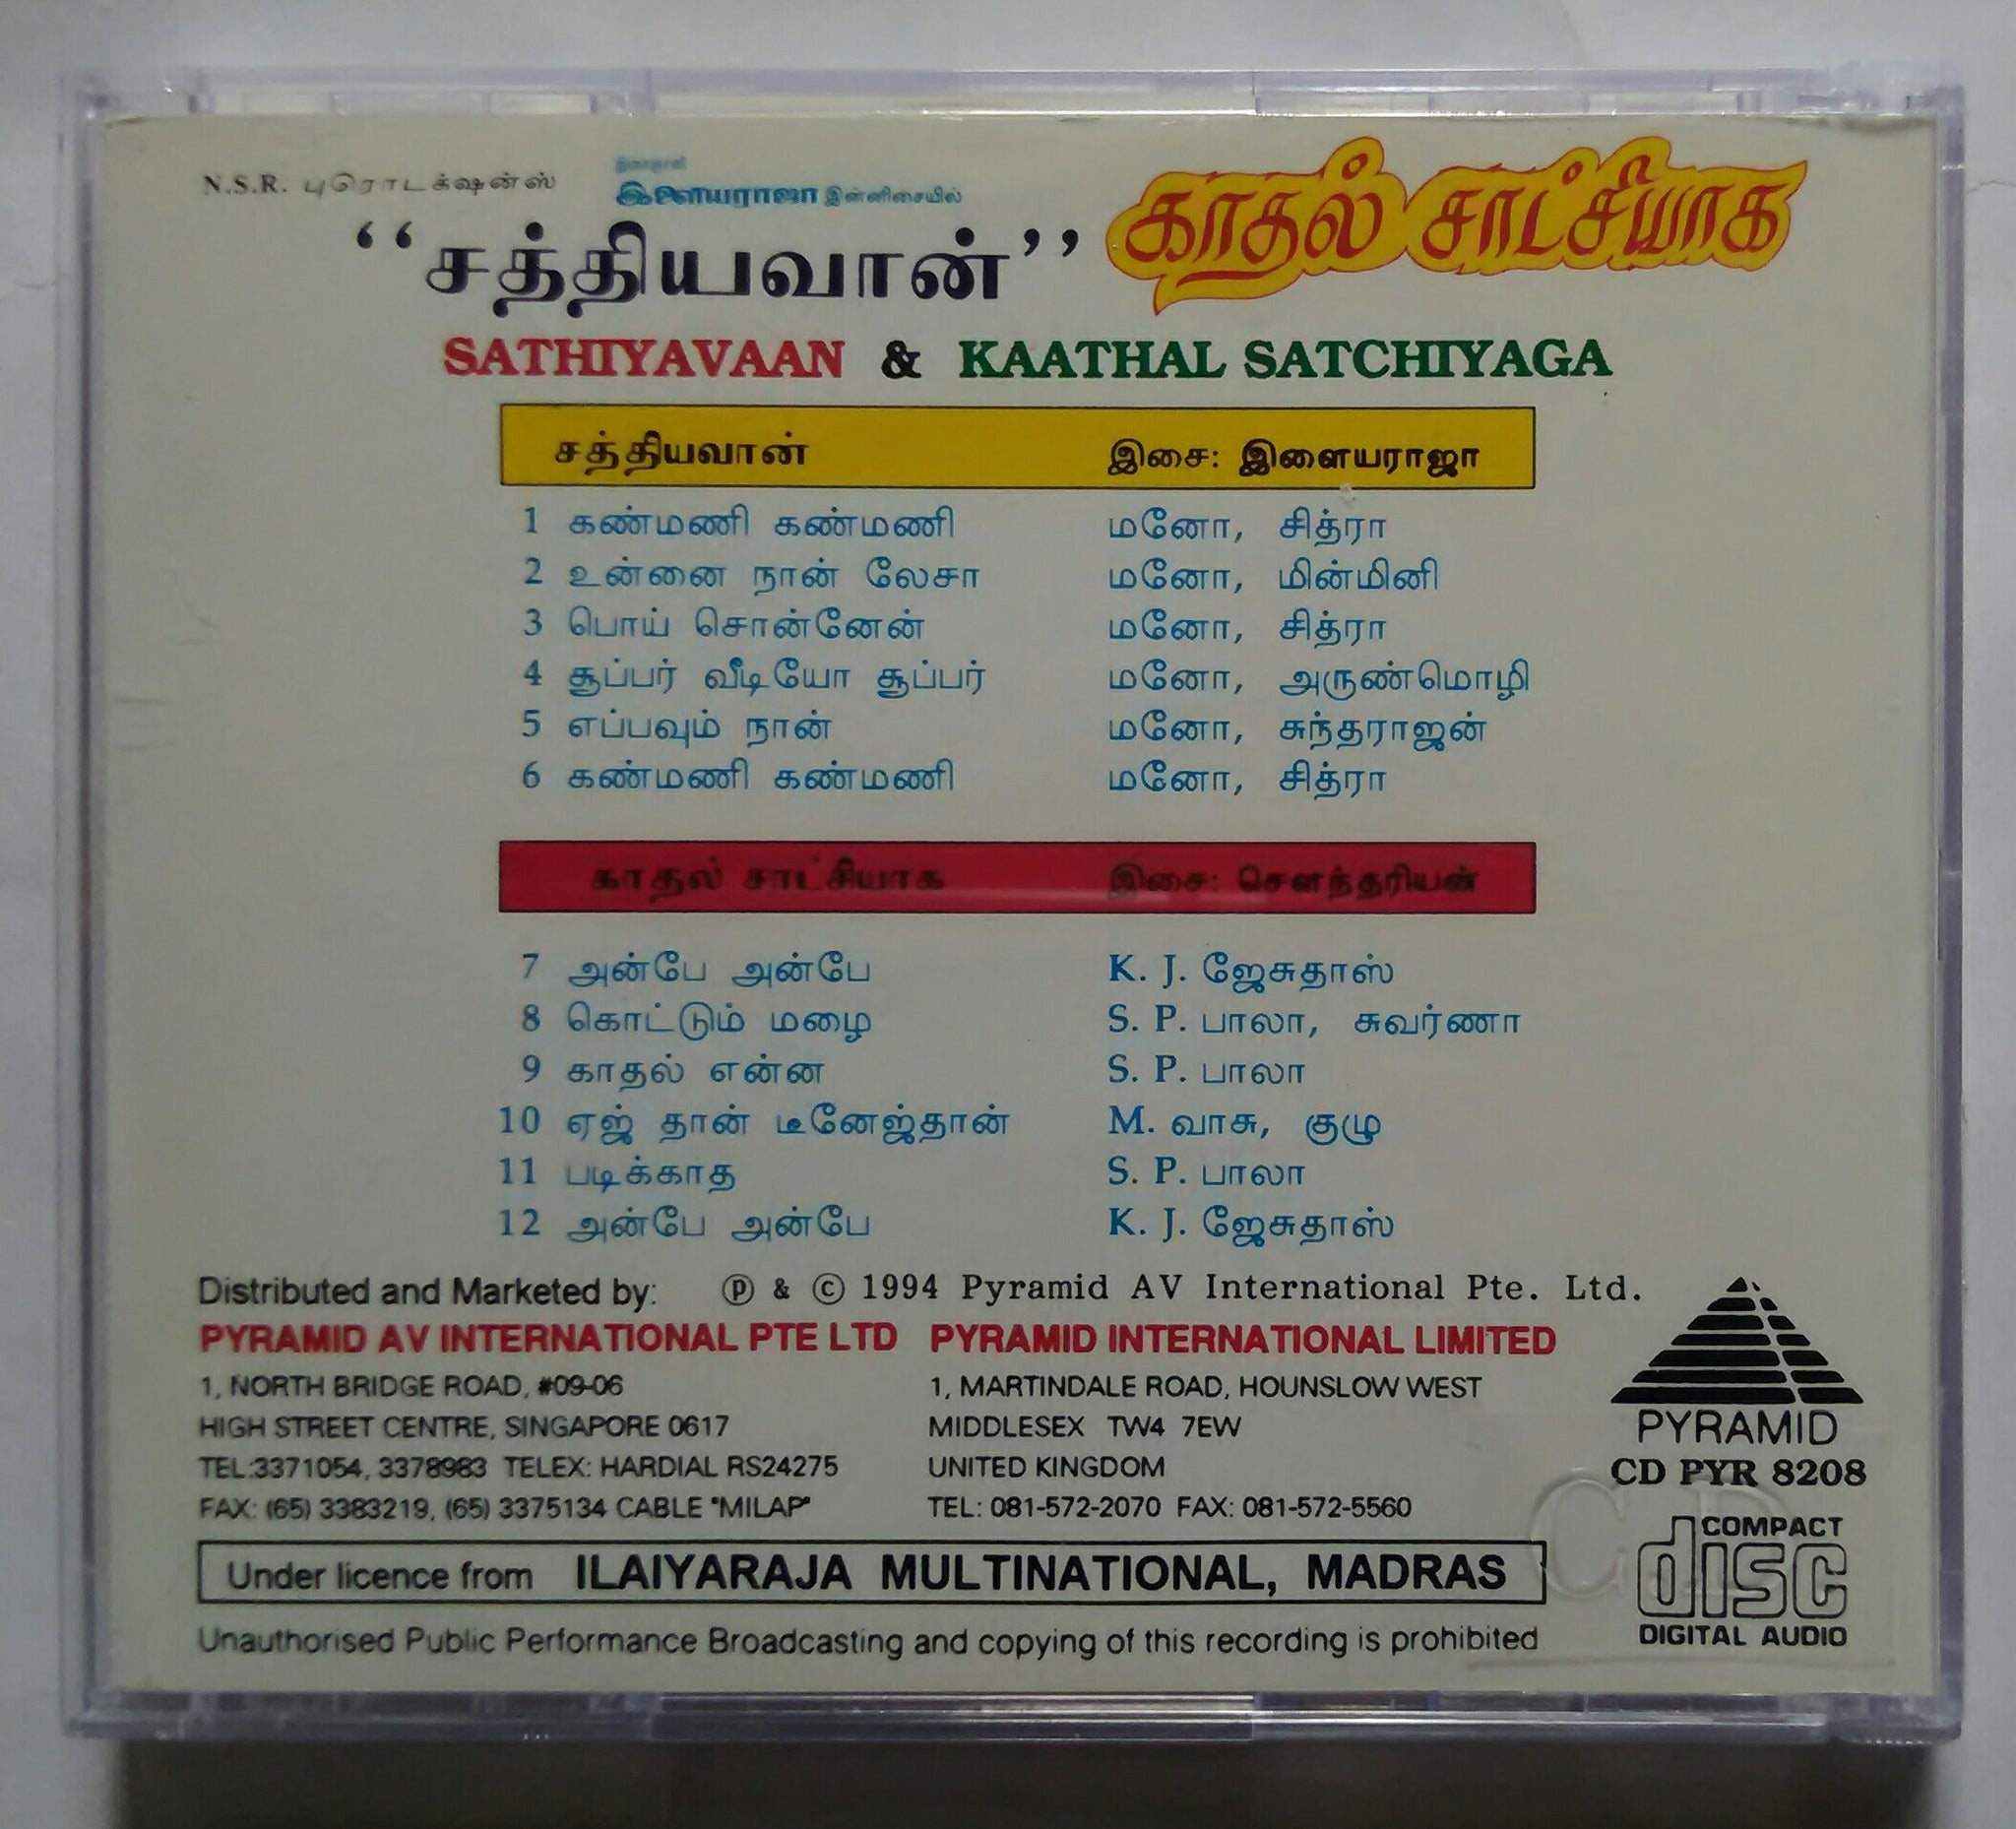 N.S.R. புரொடக்ஷன்ஸ்
இளையராஜா இன்னிசையில்
“சத்தியவான்” காதல் சாட்சியாக
SATHIYAVAAN & KAATHAL SATCHIYAGA
சத்தியவான் இசை: இளையராஜா
1 கண்மணி கண்மணி மனோ, சித்ரா
2 உன்னை நான் லேசா மனோ, மின்மினி
3 பொய் சொன்னேன் மனோ, சித்ரா
4 சூப்பர் வீடியோ சூப்பர் மனோ, அருண்மொழி
5 எப்பவும் நான் மனோ, சுந்தராஜன்
6 கண்மணி கண்மணி மனோ, சித்ரா
காதல் சாட்சியாக இசை: சௌந்தரியன்
7 அன்பே அன்பே K. J. ஜேசுதாஸ்
8 கொட்டும் மழை S. P. பாலா, சுவர்ணா
9 காதல் என்ன S. P. பாலா
10 ஏஜ் தான் டீனேஜ்தான் M. வாசு, குழு
11 படிக்காத S. P. பாலா
12 அன்பே அன்பே K. J. ஜேசுதாஸ்
Distributed and Marketed by: ℗ & © 1994 Pyramid AV International Pte. Ltd.
PYRAMID AV INTERNATIONAL PTE LTD
1, NORTH BRIDGE ROAD, #09-06
HIGH STREET CENTRE, SINGAPORE 0617
TEL:3371054, 3378983 TELEX: HARDIAL RS24275
FAX: (65) 3383219, (65) 3375134 CABLE "MILAP"
PYRAMID INTERNATIONAL LIMITED
1, MARTINDALE ROAD, HOUNSLOW WEST
MIDDLESEX TW4 7EW
UNITED KINGDOM
TEL: 081-572-2070 FAX: 081-572-5560
PYRAMID
CD PYR 8208
Under licence from ILAIYARAJA MULTINATIONAL, MADRAS
Unauthorised Public Performance Broadcasting and copying of this recording is prohibited
COMPACT
disc
DIGITAL AUDIO